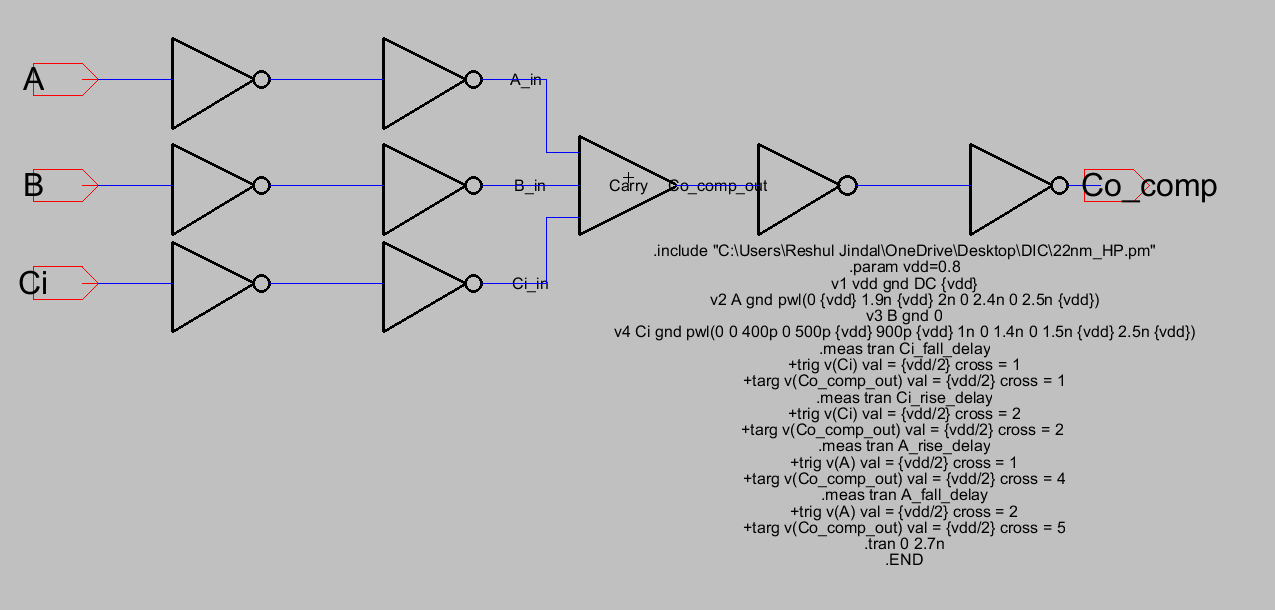 A
A_in
B
B_in
Carry
Co_comp_out
Co_comp
Ci
Ci_in
.include "C:\Users\Reshul Jindal\OneDrive\Desktop\DIC\22nm_HP.pm"
.param vdd=0.8
v1 vdd gnd DC {vdd}
v2 A gnd pwl(0 {vdd} 1.9n {vdd} 2n 0 2.4n 0 2.5n {vdd})
v3 B gnd 0
v4 Ci gnd pwl(0 0 400p 0 500p {vdd} 900p {vdd} 1n 0 1.4n 0 1.5n {vdd} 2.5n {vdd})
.meas tran Ci_fall_delay
+trig v(Ci) val = {vdd/2} cross = 1
+targ v(Co_comp_out) val = {vdd/2} cross = 1
.meas tran Ci_rise_delay
+trig v(Ci) val = {vdd/2} cross = 2
+targ v(Co_comp_out) val = {vdd/2} cross = 2
.meas tran A_rise_delay
+trig v(A) val = {vdd/2} cross = 1
+targ v(Co_comp_out) val = {vdd/2} cross = 4
.meas tran A_fall_delay
+trig v(A) val = {vdd/2} cross = 2
+targ v(Co_comp_out) val = {vdd/2} cross = 5
.tran 0 2.7n
.END